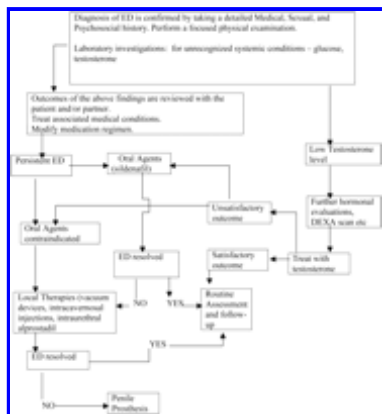 Diagnosis of ED is confirmed by taking a detailed Medical, Sexual, and
Psychosocial history. Perform a focused physical examination.
Laboratory investigations: for unrecognized systemic conditions – glucose,
testosterone
Outcomes of the above findings are reviewed with the
patient and/or partner.
Treat associated medical conditions.
Modify medication regimen.
Persistent ED
Oral Agents
(sildenafil)
Low Testosterone
level
Unsatisfactory
outcome
Further hormonal
evaluations,
DEXA scan etc
Oral Agents
contraindicated
ED resolved
Satisfactory
outcome
Treat with
testosterone
NO
YES
Local Therapies (vacuum
devices, intracavernosal
injections, intraurethral
alprostadil
Routine
Assessment
and follow-
up
ED resolved
YES
NO
Penile
Prosthesis